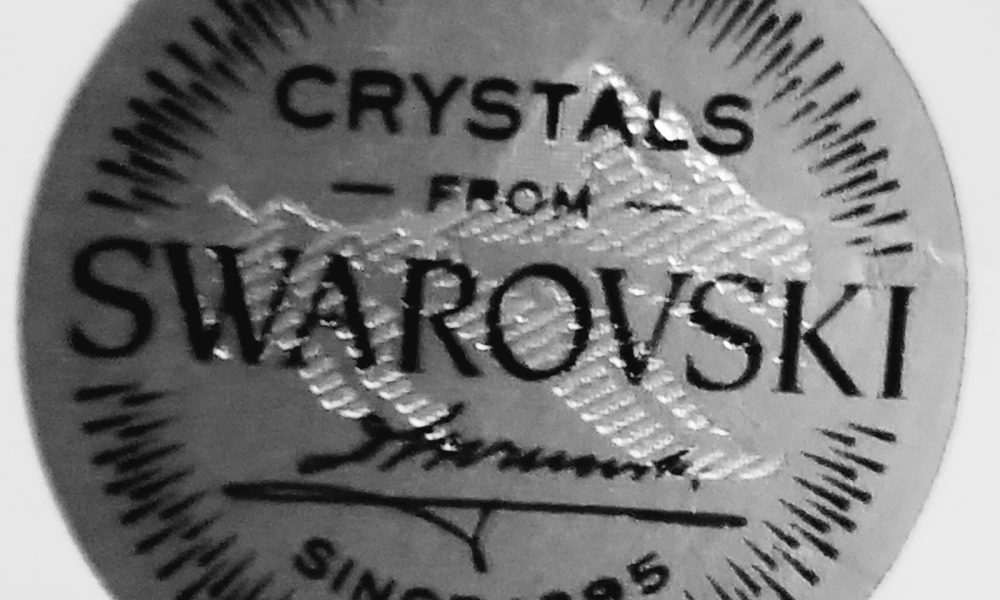 CRYSTALS
— FROM —
SWAROVSKI